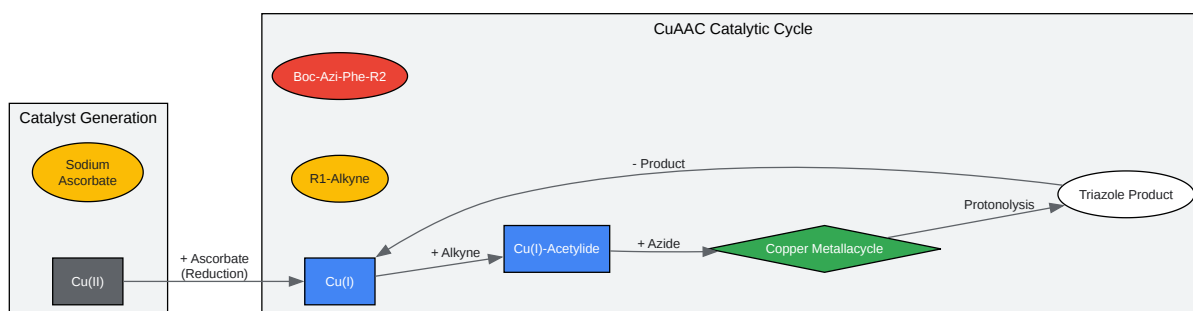 CuAAC Catalytic Cycle
Boc-Azi-Phe-R2
Catalyst Generation
Sodium
Ascorbate
R1-Alkyne
- Product
Triazole Product
Protonolysis
Cu(I)-Acetylide
+ Azide
Copper Metallacycle
+ Alkyne
+ Ascorbate
(Reduction)
Cu(II)
Cu(I)